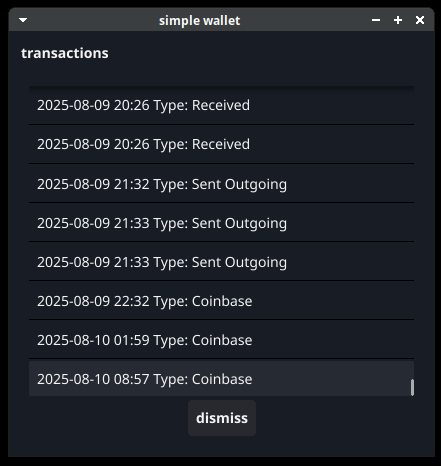 simple wallet
transactions
2025-08-09 20:26 Type: Received
2025-08-09 20:26 Type: Received
2025-08-09 21:32 Type: Sent Outgoing
2025-08-09 21:33 Type: Sent Outgoing
2025-08-09 21:33 Type: Sent Outgoing
2025-08-09 22:32 Type: Coinbase
2025-08-10 01:59 Type: Coinbase
2025-08-10 08:57 Type: Coinbase
dismiss